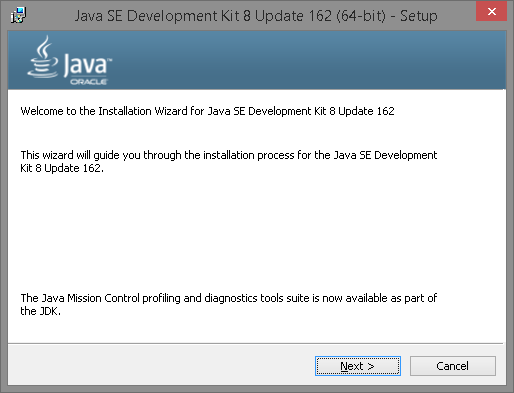 Java SE Development Kit 8 Update 162 (64-bit) - Setup
Java™
ORACLE
Welcome to the Installation Wizard for Java SE Development Kit 8 Update 162
This wizard will guide you through the installation process for the Java SE Development
Kit 8 Update 162.
The Java Mission Control profiling and diagnostics tools suite is now available as part of
the JDK.
Next >
Cancel